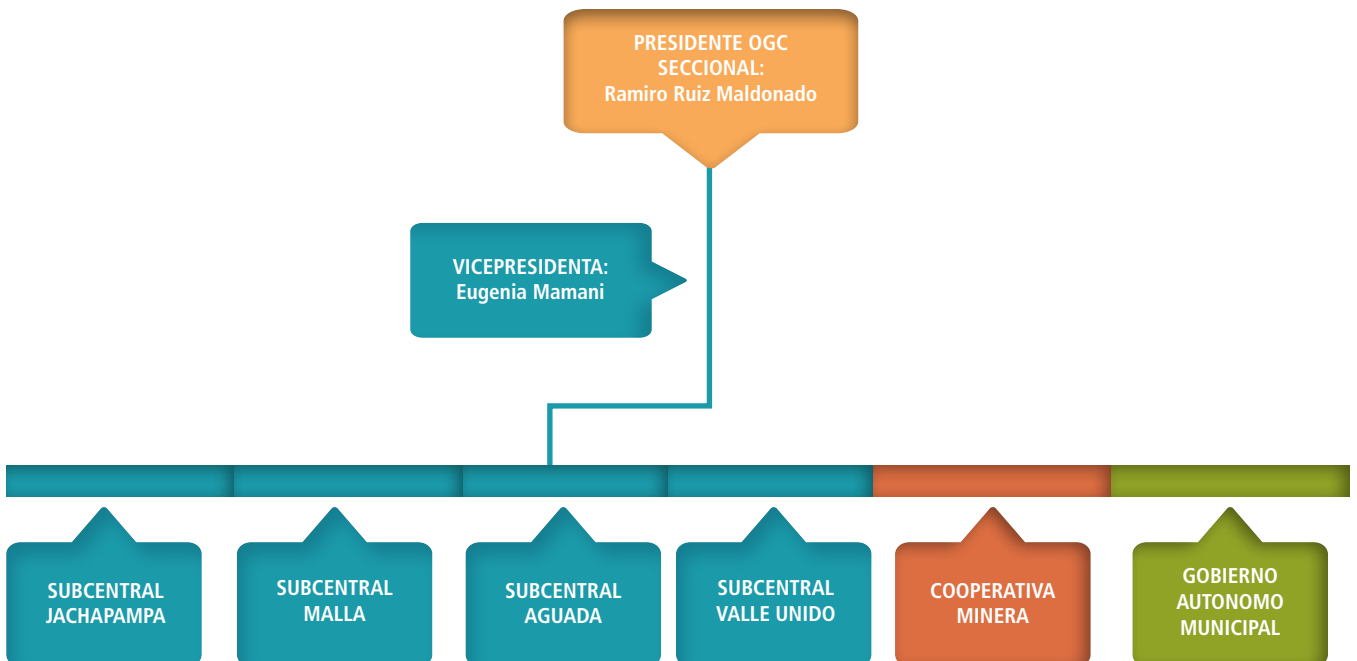 PRESIDENTE OGC
SECCIONAL:
Ramiro Ruiz Maldonado
VICEPRESIDENTA:
Eugenia Mamani
SUBCENTRAL
JACHAPAMPA
SUBCENTRAL
MALLA
SUBCENTRAL
AGUADA
SUBCENTRAL
VALLE UNIDO
COOPERATIVA
MINERA
GOBIERNO
AUTONOMO
MUNICIPAL